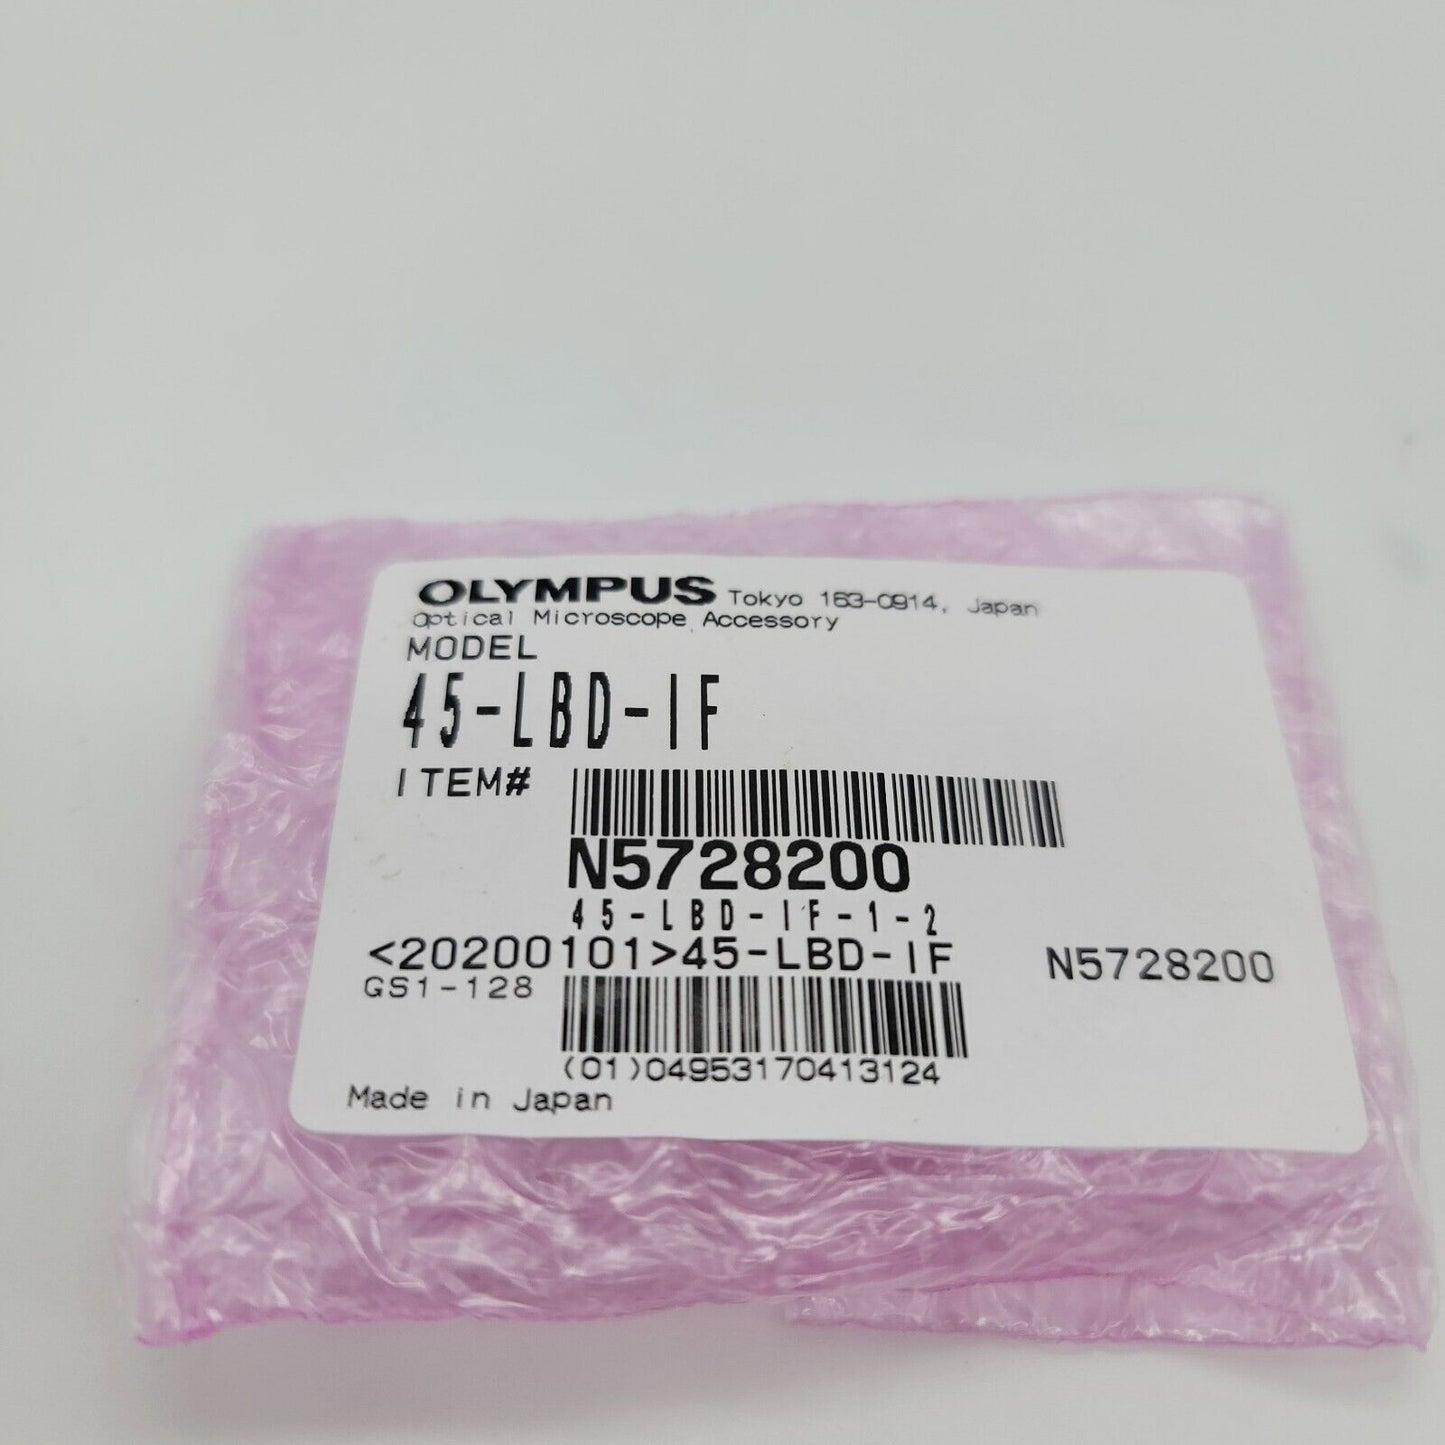 OLYMPUS Tokyo 163-0914, Japan
Optical Microscope Accessory
MODEL
45-LBD-IF
ITEM#
N5728200
45-LBD-IF-1-2
<20200101>45-LBD-IF N5728200
GS1-128
(01)04953170413124
Made in Japan